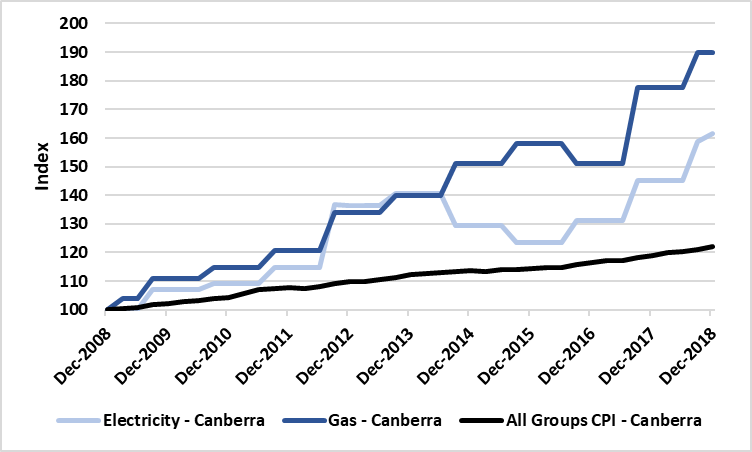 200
190
180
170
160
150
140
130
120
110
100
Index
Dec-2008
Dec-2009
Dec-2010
Dec-2011
Dec-2012
Dec-2013
Dec-2014
Dec-2015
Dec-2016
Dec-2017
Dec-2018
Electricity - Canberra Gas - Canberra All Groups CPI - Canberra